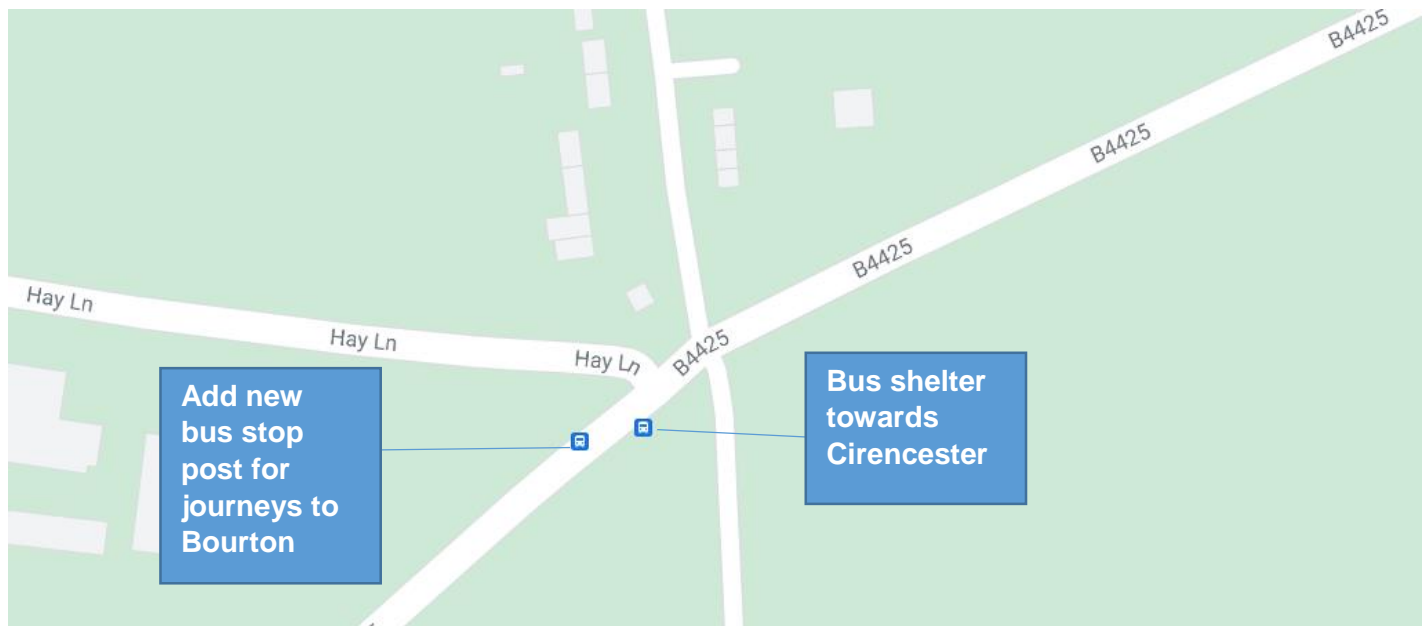 B4425
B4425
B4425
Hay Ln
Hay Ln
Hay Ln
B4425
Add new
bus stop
post for
journeys to
Bourton
Bus shelter
towards
Cirencester